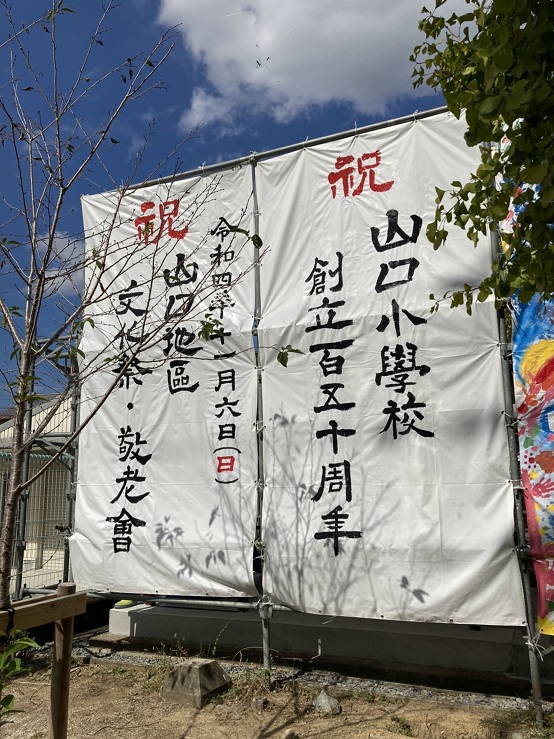 祝
山口小學校
創立百五十周年
祝
令和四年十一月六日(日)
山口地區
文化祭・敬老會